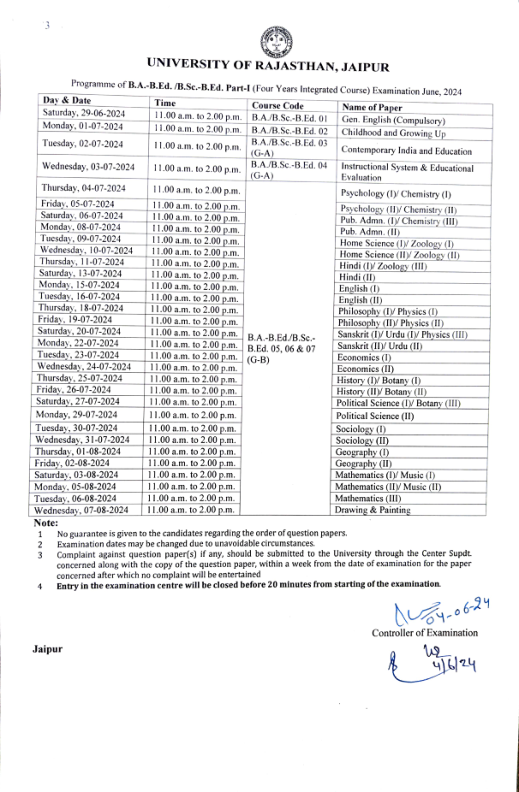 3
UNIVERSITY OF RAJASTHAN, JAIPUR
Programme of B.A.-B.Ed. /B.Sc.-B.Ed. Part-I (Four Years Integrated Course) Examination June, 2024
Day & Date Time Course Code Name of Paper
Saturday, 29-06-2024 11.00 a.m. to 2.00 p.m. B.A./B.Sc.-B.Ed. 01 Gen. English (Compulsory)
Monday, 01-07-2024 11.00 a.m. to 2.00 p.m. B.A./B.Sc.-B.Ed. 02 Childhood and Growing Up
Tuesday, 02-07-2024 11.00 a.m. to 2.00 p.m. B.A./B.Sc.-B.Ed. 03 Contemporary India and Education
(G-A)
Wednesday, 03-07-2024 11.00 a.m. to 2.00 p.m. B.A./B.Sc.-B.Ed. 04 Instructional System & Educational
(G-A) Evaluation
Thursday, 04-07-2024 11.00 a.m. to 2.00 p.m. Psychology (I)/ Chemistry (I)
Friday, 05-07-2024 11.00 a.m. to 2.00 p.m. Psychology (II)/ Chemistry (II)
Saturday, 06-07-2024 11.00 a.m. to 2.00 p.m. Pub. Admn. (I)/ Chemistry (III)
Monday, 08-07-2024 11.00 a.m. to 2.00 p.m. Pub. Admn. (II)
Tuesday, 09-07-2024 11.00 a.m. to 2.00 p.m. Home Science (I)/ Zoology (I)
Wednesday, 10-07-2024 11.00 a.m. to 2.00 p.m. Home Science (II)/ Zoology (II)
Thursday, 11-07-2024 11.00 a.m. to 2.00 p.m. Hindi (I)/ Zoology (III)
Saturday, 13-07-2024 11.00 a.m. to 2.00 p.m. Hindi (II)
Monday, 15-07-2024 11.00 a.m. to 2.00 p.m. English (I)
Tuesday, 16-07-2024 11.00 a.m. to 2.00 p.m. English (II)
Thursday, 18-07-2024 11.00 a.m. to 2.00 p.m. Philosophy (I)/ Physics (I)
Friday, 19-07-2024 11.00 a.m. to 2.00 p.m. Philosophy (II)/ Physics (II)
Saturday, 20-07-2024 11.00 a.m. to 2.00 p.m. B.A.-B.Ed./B.Sc.- Sanskrit (I)/ Urdu (I)/ Physics (III)
Monday, 22-07-2024 11.00 a.m. to 2.00 p.m. B.Ed. 05, 06 & 07 Sanskrit (II)/ Urdu (II)
Tuesday, 23-07-2024 11.00 a.m. to 2.00 p.m. (G-B) Economics (I)
Wednesday, 24-07-2024 11.00 a.m. to 2.00 p.m. Economics (II)
Thursday, 25-07-2024 11.00 a.m. to 2.00 p.m. History (I)/ Botany (I)
Friday, 26-07-2024 11.00 a.m. to 2.00 p.m. History (II)/ Botany (II)
Saturday, 27-07-2024 11.00 a.m. to 2.00 p.m. Political Science (I)/ Botany (III)
Monday, 29-07-2024 11.00 a.m. to 2.00 p.m. Political Science (II)
Tuesday, 30-07-2024 11.00 a.m. to 2.00 p.m. Sociology (I)
Wednesday, 31-07-2024 11.00 a.m. to 2.00 p.m. Sociology (II)
Thursday, 01-08-2024 11.00 a.m. to 2.00 p.m. Geography (I)
Friday, 02-08-2024 11.00 a.m. to 2.00 p.m. Geography (II)
Saturday, 03-08-2024 11.00 a.m. to 2.00 p.m. Mathematics (I)/ Music (I)
Monday, 05-08-2024 11.00 a.m. to 2.00 p.m. Mathematics (II)/ Music (II)
Tuesday, 06-08-2024 11.00 a.m. to 2.00 p.m. Mathematics (III)
Wednesday, 07-08-2024 11.00 a.m. to 2.00 p.m. Drawing & Painting
Note:
1 No guarantee is given to the candidates regarding the order of question papers.
2 Examination dates may be changed due to unavoidable circumstances.
3 Complaint against question paper(s) if any, should be submitted to the University through the Center Supdt.
concerned along with the copy of the question paper, within a week from the date of examination for the paper
concerned after which no complaint will be entertained
4 Entry in the examination centre will be closed before 20 minutes from starting of the examination.
04-06-24
Controller of Examination
Jaipur
4/6/24